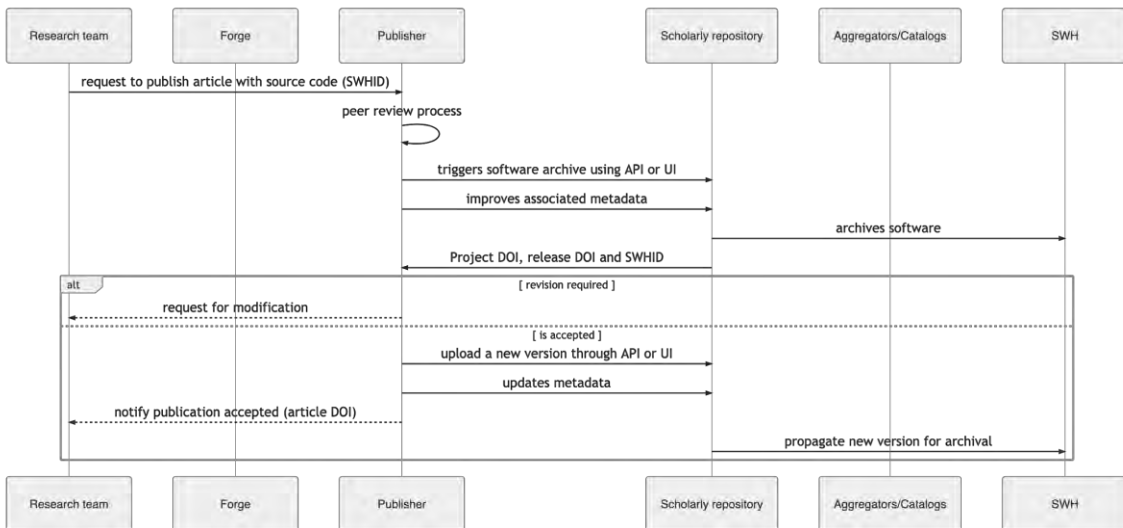 Research team
Forge
Publisher
Scholarly repository
Aggregators/Catalogs
SWH
request to publish article with source code (SWHID)
peer review process
triggers software archive using API or UI
improves associated metadata
archives software
Project DOI, release DOI and SWHID
alt
[ revision required ]
request for modification
[ is accepted ]
upload a new version through API or UI
updates metadata
notify publication accepted (article DOI)
propagate new version for archival
Research team
Forge
Publisher
Scholarly repository
Aggregators/Catalogs
SWH